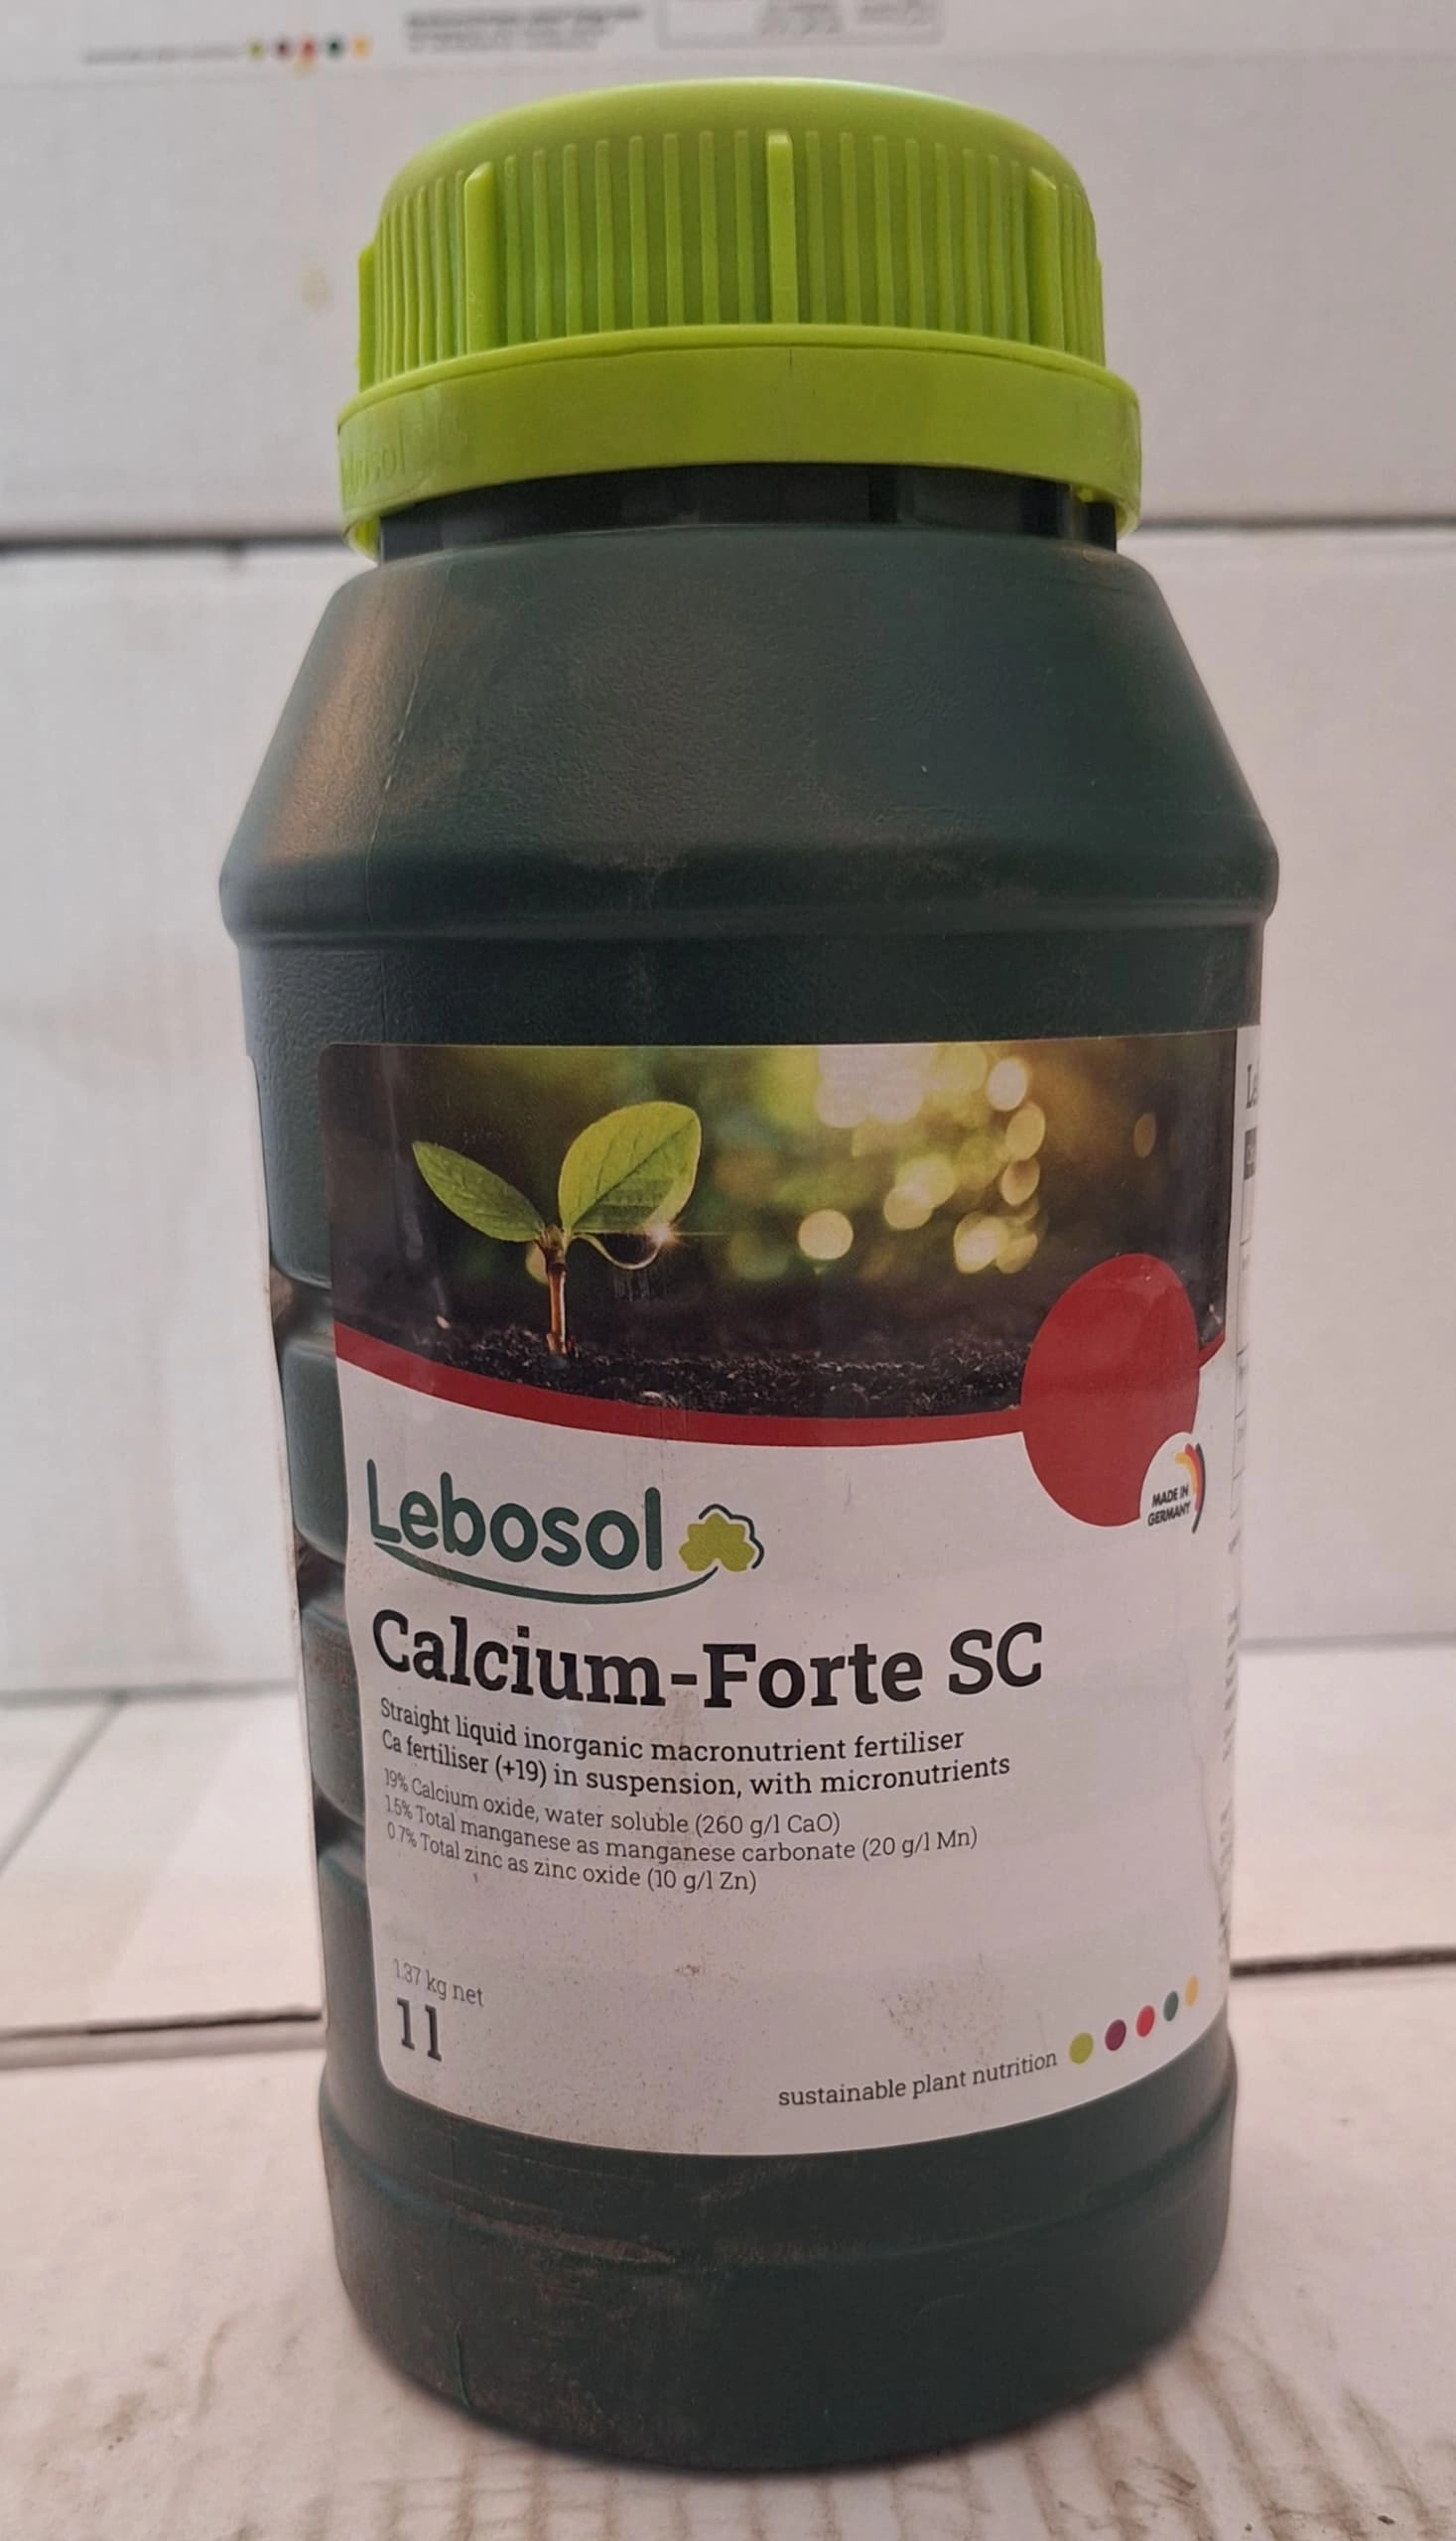 Lebosol
MADE IN
GERMANY
Calcium-Forte SC
Straight liquid inorganic macronutrient fertiliser
Ca fertiliser (+19) in suspension, with micronutrients
19% Calcium oxide, water soluble (260 g/l CaO)
1.5% Total manganese as manganese carbonate (20 g/l Mn)
0.7% Total zinc as zinc oxide (10 g/l Zn)
1.37 kg net
1 l
sustainable plant nutrition